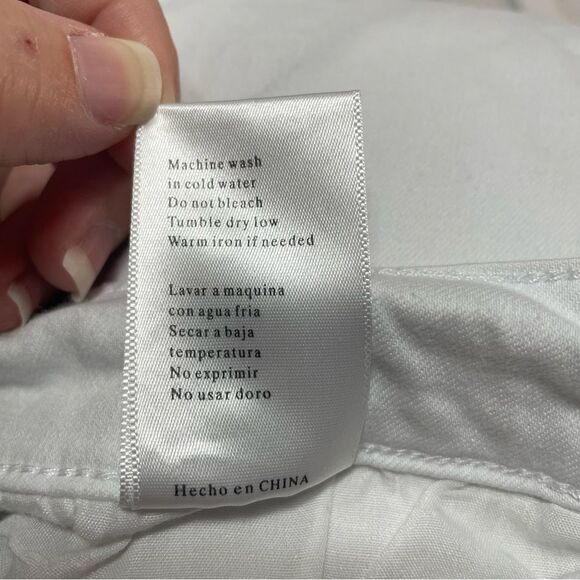 Machine wash
in cold water
Do not bleach
Tumble dry low
Warm iron if needed
Lavar a maquina
con agua fria
Secar a baja
temperatura
No exprimir
No usar doro
Hecho en CHINA